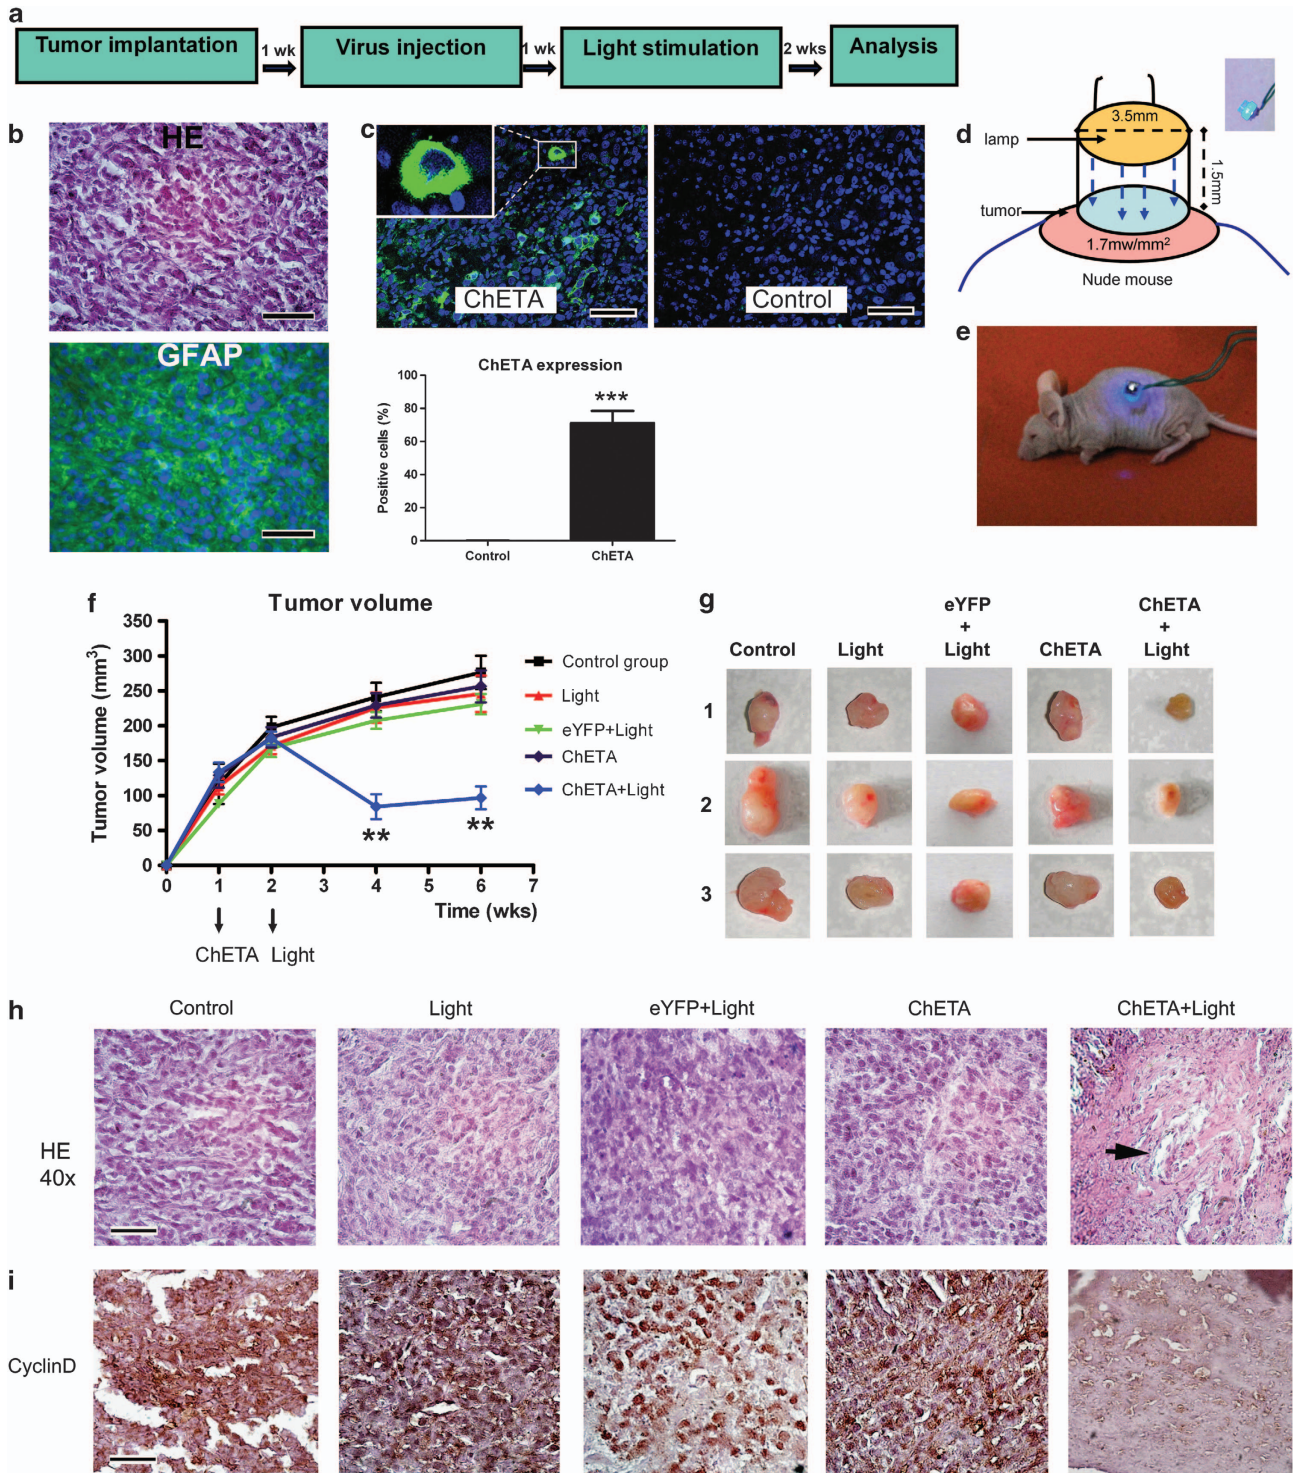 a
Tumor implantation
1 wk
Virus injection
1 wk
Light stimulation
2 wks
Analysis
b
HE
GFAP
c
ChETA
Control
ChETA expression
Positive cells (%)
100
80
60
40
20
0
***
Control
ChETA
d
3.5mm
lamp
1.5mm
tumor
1.7mw/mm²
Nude mouse
e
f
Tumor volume
Tumor volume (mm³)
350
300
250
200
150
100
50
0
0 1 2 3 4 5 6 7
Time (wks)
** **
ChETA Light
Control group
Light
eYFP+Light
ChETA
ChETA+Light
g
Control
Light
eYFP
+
Light
ChETA
ChETA
+
Light
1
2
3
h
Control
Light
eYFP+Light
ChETA
ChETA+Light
HE
40x
i
CyclinD